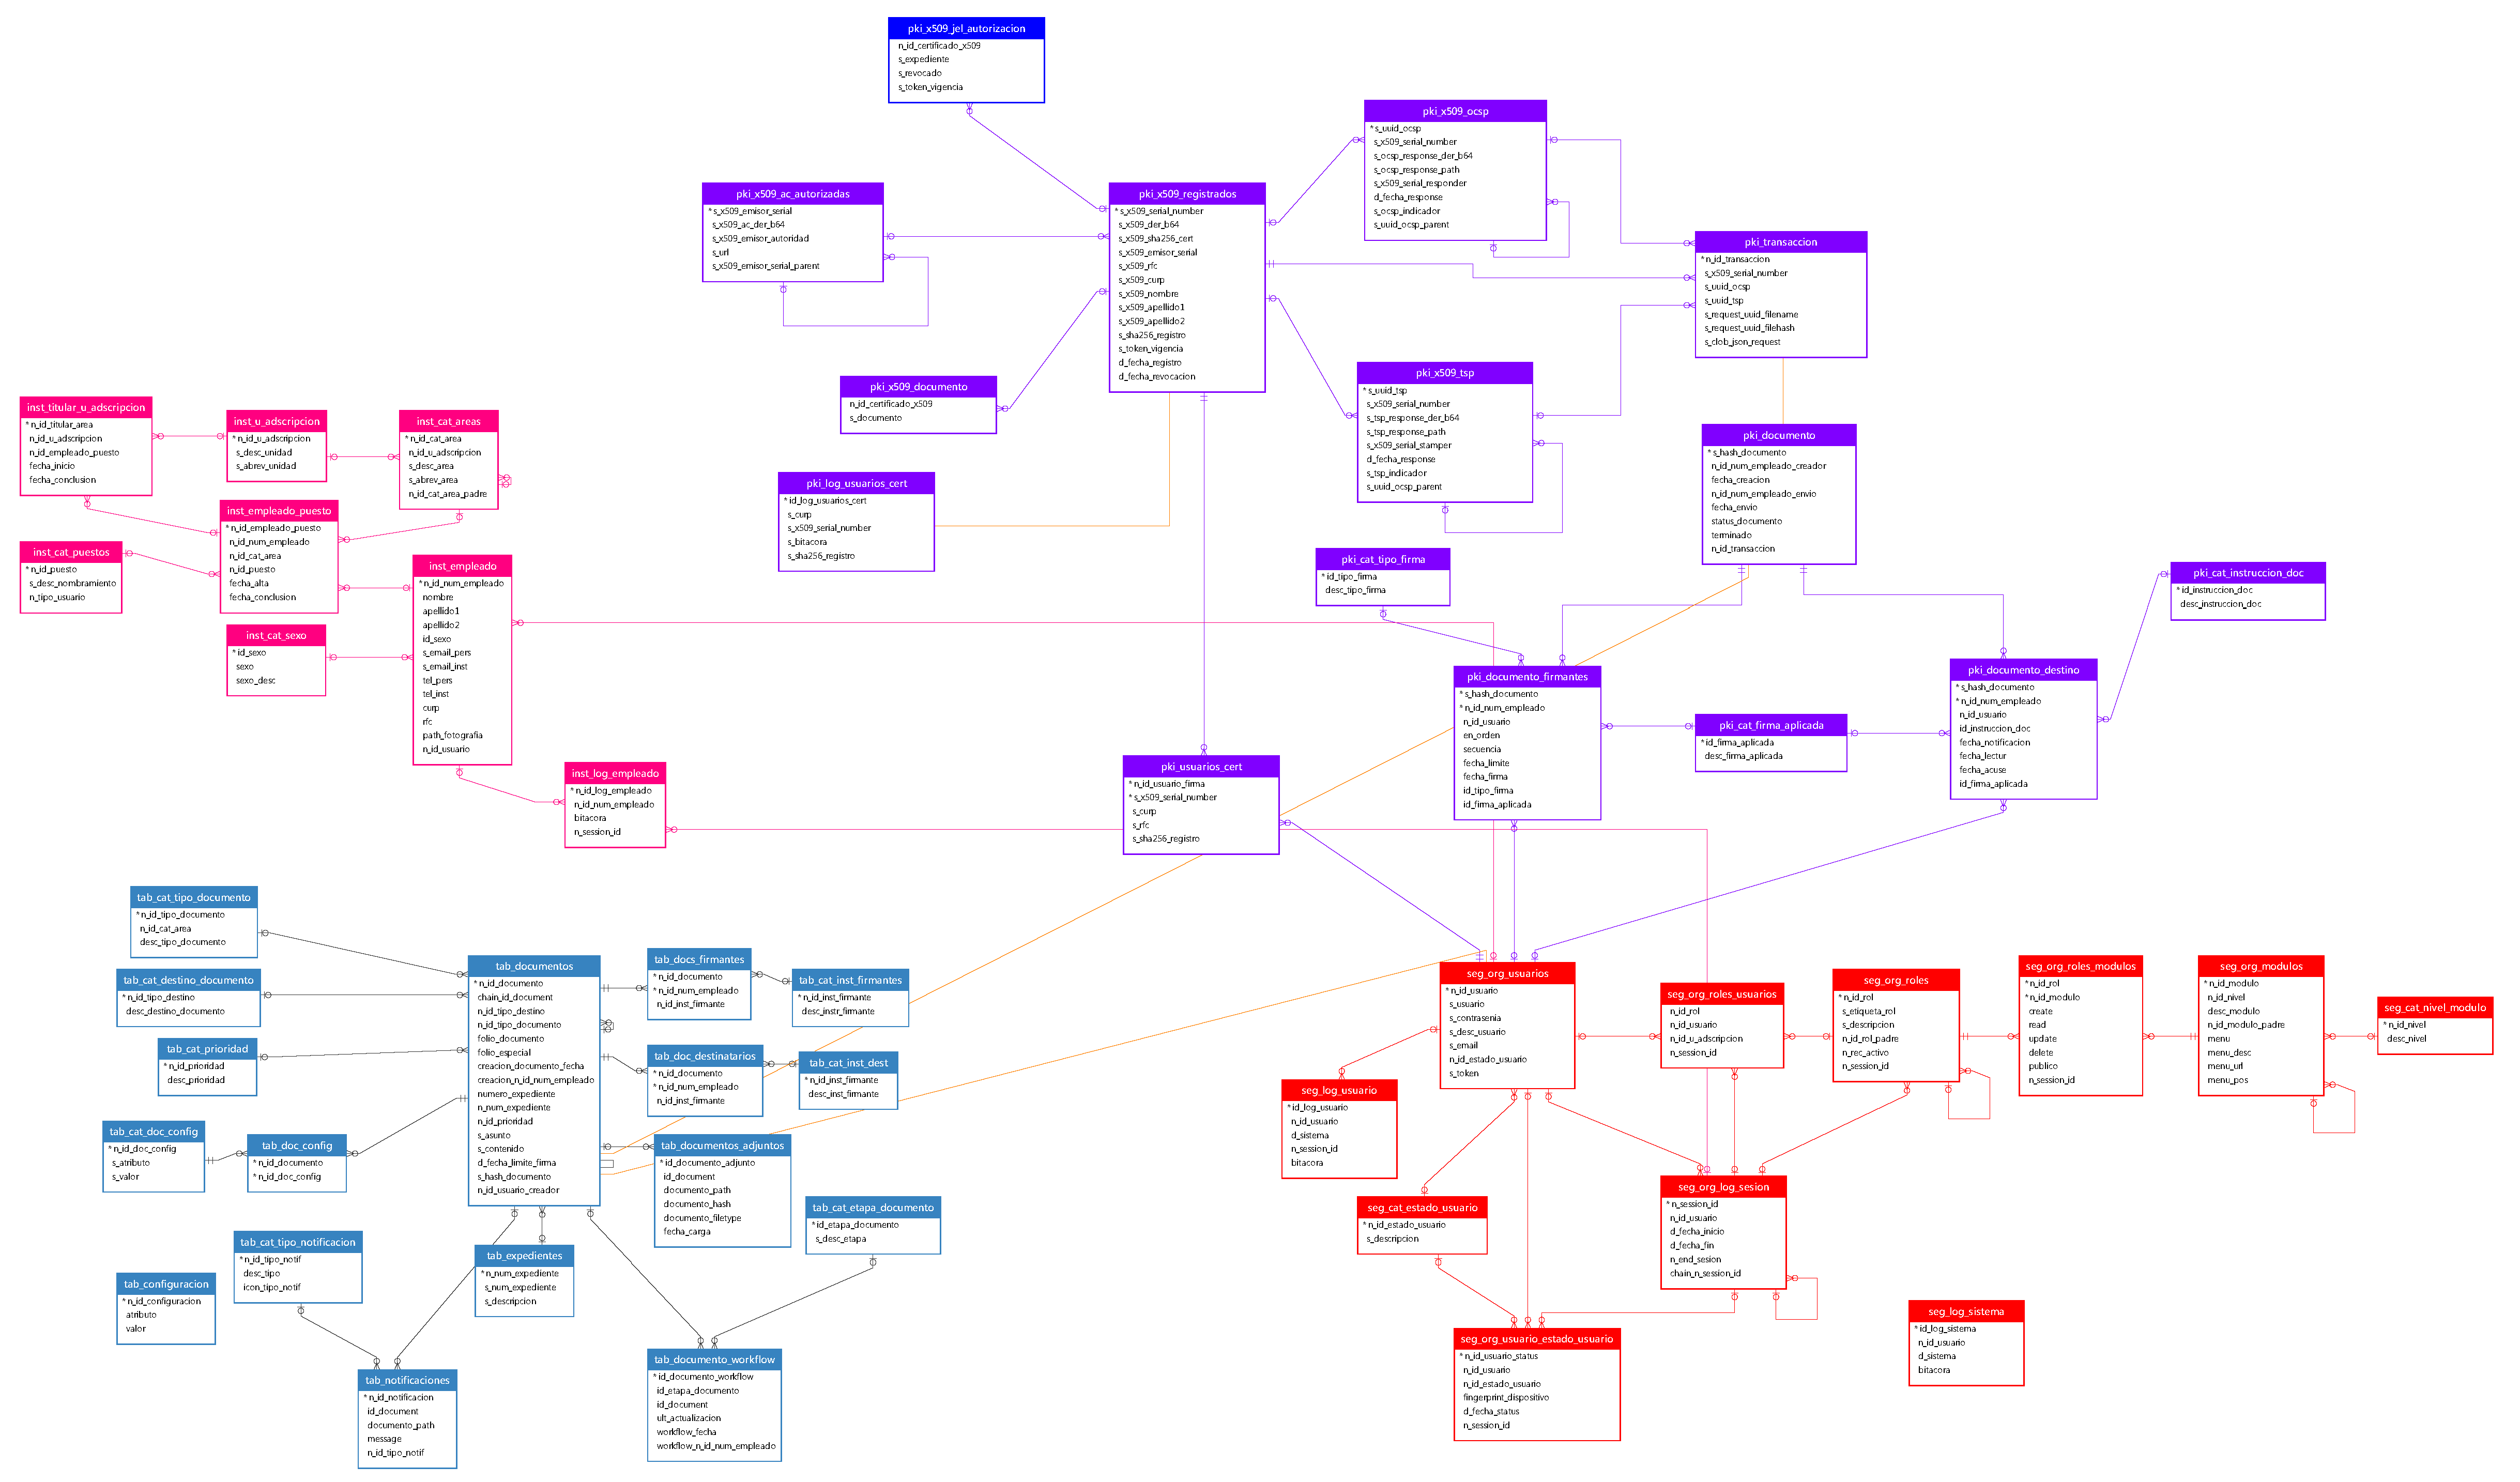 pki_x509_jel_autorizacion
n_id_certificado_x509
s_expediente
s_revocado
s_token_vigencia
pki_x509_ocsp
* s_uuid_ocsp
s_x509_serial_number
s_ocsp_response_der_b64
s_ocsp_response_path
s_x509_serial_responder
d_fecha_response
s_ocsp_indicador
s_uuid_ocsp_parent
pki_x509_ac_autorizadas
* s_x509_emisor_serial
s_x509_ac_der_b64
s_x509_emisor_autoridad
s_url
s_x509_emisor_serial_parent
pki_x509_registrados
* s_x509_serial_number
s_x509_der_b64
s_x509_sha256_cert
s_x509_emisor_serial
s_x509_rfc
s_x509_curp
s_x509_nombre
s_x509_apellido1
s_x509_apellido2
s_sha256_registro
s_token_vigencia
d_fecha_registro
d_fecha_revocacion
pki_transaccion
* n_id_transaccion
s_x509_serial_number
s_uuid_ocsp
s_uuid_tsp
s_request_uuid_filename
s_request_uuid_filehash
s_clob_json_request
pki_x509_documento
n_id_certificado_x509
s_documento
pki_x509_tsp
* s_uuid_tsp
s_x509_serial_number
s_tsp_response_der_b64
s_tsp_response_path
s_x509_serial_stamper
d_fecha_response
s_tsp_indicador
s_uuid_ocsp_parent
inst_titular_u_adscripcion
* n_id_titular_area
n_id_u_adscripcion
n_id_empleado_puesto
fecha_inicio
fecha_conclusion
inst_u_adscripcion
* n_id_u_adscripcion
s_desc_unidad
s_abrev_unidad
inst_cat_areas
* n_id_cat_area
n_id_u_adscripcion
s_desc_area
s_abrev_area
n_id_cat_area_padre
pki_documento
* s_hash_documento
n_id_num_empleado_creador
fecha_creacion
n_id_num_empleado_envio
fecha_envio
status_documento
terminado
n_id_transaccion
pki_log_usuarios_cert
* id_log_usuarios_cert
s_curp
s_x509_serial_number
s_bitacora
s_sha256_registro
inst_empleado_puesto
* n_id_empleado_puesto
n_id_num_empleado
n_id_cat_area
n_id_puesto
fecha_alta
fecha_conclusion
inst_cat_puestos
* n_id_puesto
s_desc_nombramiento
n_tipo_usuario
inst_empleado
* n_id_num_empleado
nombre
apellido1
apellido2
id_sexo
s_email_pers
s_email_inst
tel_pers
tel_inst
curp
rfc
path_fotografia
n_id_usuario
pki_cat_tipo_firma
* id_tipo_firma
desc_tipo_firma
pki_cat_instruccion_doc
* id_instruccion_doc
desc_instruccion_doc
inst_cat_sexo
* id_sexo
sexo
sexo_desc
pki_documento_firmantes
* s_hash_documento
* n_id_num_empleado
n_id_usuario
en_orden
secuencia
fecha_limite
fecha_firma
id_tipo_firma
id_firma_aplicada
pki_documento_destino
* s_hash_documento
* n_id_num_empleado
n_id_usuario
id_instruccion_doc
fecha_notificacion
fecha_lectur
fecha_acuse
id_firma_aplicada
pki_cat_firma_aplicada
* id_firma_aplicada
desc_firma_aplicada
inst_log_empleado
* n_id_log_empleado
n_id_num_empleado
bitacora
n_session_id
pki_usuarios_cert
* n_id_usuario_firma
* s_x509_serial_number
s_curp
s_rfc
s_sha256_registro
tab_cat_tipo_documento
* n_id_tipo_documento
n_id_cat_area
desc_tipo_documento
tab_documentos
* n_id_documento
chain_id_document
n_id_tipo_destino
n_id_tipo_documento
folio_documento
folio_especial
creacion_documento_fecha
creacion_n_id_num_empleado
numero_expediente
n_num_expediente
n_id_prioridad
s_asunto
s_contenido
d_fecha_limite_firma
s_hash_documento
n_id_usuario_creador
tab_docs_firmantes
* n_id_documento
* n_id_num_empleado
n_id_inst_firmante
tab_cat_inst_firmantes
* n_id_inst_firmante
desc_instr_firmante
tab_cat_destino_documento
* n_id_tipo_destino
desc_destino_documento
tab_cat_prioridad
* n_id_prioridad
desc_prioridad
tab_doc_destinatarios
* n_id_documento
* n_id_num_empleado
n_id_inst_firmante
tab_cat_inst_dest
* n_id_inst_firmante
desc_inst_firmante
seg_org_usuarios
* n_id_usuario
s_usuario
s_contrasenia
s_desc_usuario
s_email
n_id_estado_usuario
s_token
seg_org_roles_usuarios
n_id_rol
n_id_usuario
n_id_u_adscripcion
n_session_id
seg_org_roles
* n_id_rol
s_etiqueta_rol
s_descripcion
n_id_rol_padre
n_rec_activo
n_session_id
seg_org_roles_modulos
* n_id_rol
* n_id_modulo
create
read
update
delete
publico
n_session_id
seg_org_modulos
* n_id_modulo
n_id_nivel
desc_modulo
n_id_modulo_padre
menu
menu_desc
menu_url
menu_pos
seg_cat_nivel_modulo
* n_id_nivel
desc_nivel
seg_log_usuario
* id_log_usuario
n_id_usuario
d_sistema
n_session_id
bitacora
tab_cat_doc_config
* n_id_doc_config
s_atributo
s_valor
tab_doc_config
* n_id_documento
* n_id_doc_config
tab_documentos_adjuntos
* id_documento_adjunto
id_document
documento_path
documento_hash
documento_filetype
fecha_carga
seg_org_log_sesion
* n_session_id
n_id_usuario
d_fecha_inicio
d_fecha_fin
n_end_sesion
chain_n_session_id
tab_cat_etapa_documento
* id_etapa_documento
s_desc_etapa
seg_cat_estado_usuario
* n_id_estado_usuario
s_descripcion
tab_cat_tipo_notificacion
* n_id_tipo_notif
desc_tipo
icon_tipo_notif
tab_expedientes
* n_num_expediente
s_num_expediente
s_descripcion
tab_configuracion
* n_id_configuracion
atributo
valor
seg_log_sistema
* id_log_sistema
n_id_usuario
d_sistema
bitacora
seg_org_usuario_estado_usuario
* n_id_usuario_status
n_id_usuario
n_id_estado_usuario
fingerprint_dispositivo
d_fecha_status
n_session_id
tab_documento_workflow
* id_documento_workflow
id_etapa_documento
id_document
ult_actualizacion
workflow_fecha
workflow_n_id_num_empleado
tab_notificaciones
* n_id_notificacion
id_document
documento_path
message
n_id_tipo_notif